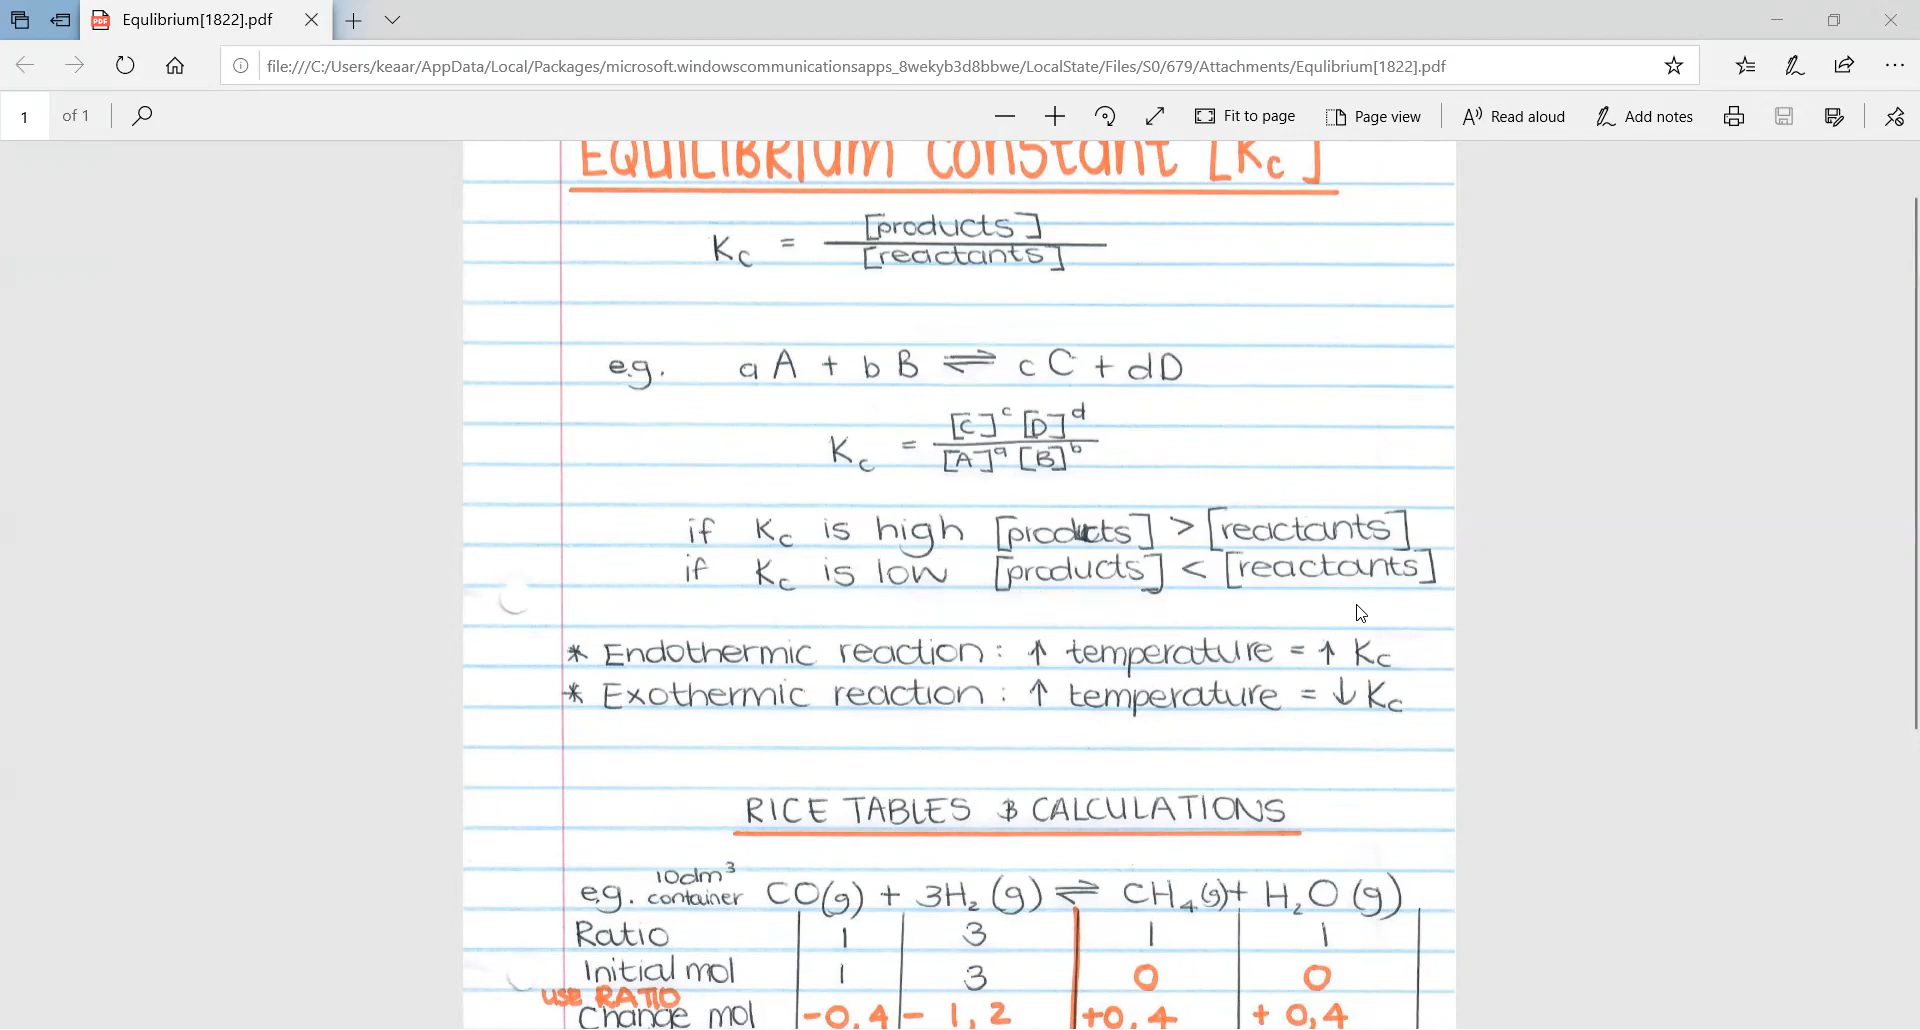 Equlibrium[1822].pdf
file:///C:/Users/keaar/AppData/Local/Packages/microsoft.windowscommunicationsapps_8wekyb3d8bbwe/LocalState/Files/S0/679/Attachments/Equlibrium[1822].pdf
1 of 1 Fit to page Page view Read aloud Add notes
EQUILIBRIUM CONSTANT [Kc]
Kc = [products]
[reactants]
e.g. aA + bB ⇌ cC + dD
Kc = [C]^c [D]^d
[A]^a [B]^b
if Kc is high [products] > [reactants]
if Kc is low [products] < [reactants]
* Endothermic reaction: ↑ temperature = ↑ Kc
* Exothermic reaction: ↑ temperature = ↓ Kc
RICE TABLES & CALCULATIONS
e.g. 10dm³ container CO(g) + 3H₂(g) ⇌ CH₄(g) + H₂O(g)
Ratio 1 3 1 1
Initial mol 1 3 0 0
use RATIO
Change mol -0,4 -1,2 +0,4 +0,4